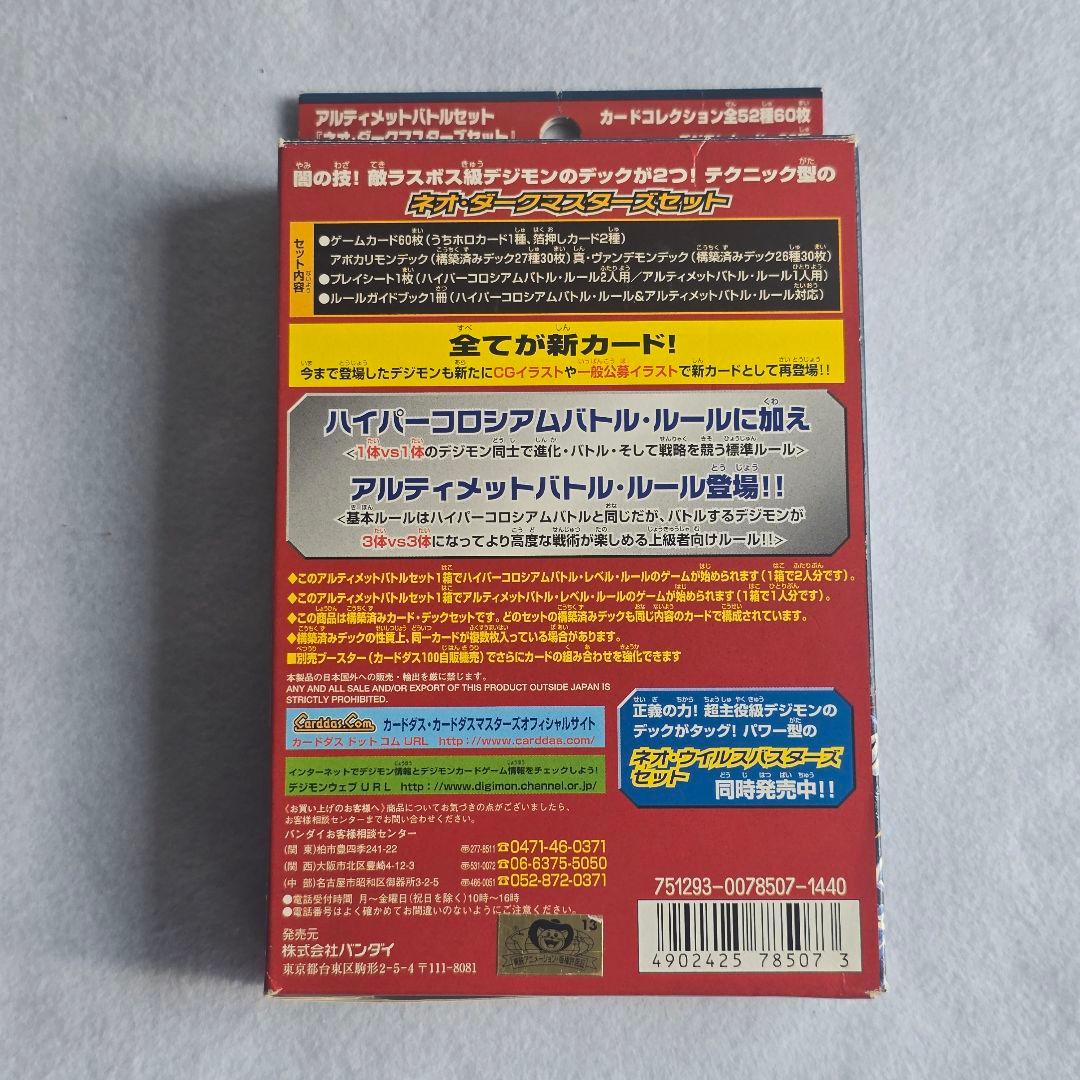 アルティメットバトルセット
『ネオ・ダークマスターズセット』
カードコレクション全52種60枚
闇の技!敵ラスボス級デジモンのデックが2つ!テクニック型の
ネオ・ダークマスターズセット
セット内容
●ゲームカード60枚(うちホロカード1種、箔押しカード2種)
アポカリモンデック(構築済みデック27種30枚)真・ヴァンデモンデック(構築済みデック26種30枚)
●プレイシート1枚(ハイパーコロシアムバトル・ルール2人用/アルティメットバトル・ルール1人用)
●ルールガイドブック1冊(ハイパーコロシアムバトル・ルール&アルティメットバトル・ルール対応)
全てが新カード!
今まで登場したデジモンも新たにCGイラストや一般公募イラストで新カードとして再登場!!
ハイパーコロシアムバトル・ルールに加え
<1体vs1体のデジモン同士で進化・バトル・そして戦略を競う標準ルール>
アルティメットバトル・ルール登場!!
<基本ルールはハイパーコロシアムバトルと同じだが、バトルするデジモンが
3体vs3体になってより高度な戦術が楽しめる上級者向けルール!!>
◆このアルティメットバトルセット1箱でハイパーコロシアムバトル・レベル・ルールのゲームが始められます(1箱で2人分です)。
◆このアルティメットバトルセット1箱でアルティメットバトル・レベル・ルールのゲームが始められます(1箱で1人分です)。
◆この商品は構築済みカード・デックセットです。どのセットの構築済みデックも同じ内容のカードで構成されています。
◆構築済みデックの性質上、同一カードが複数枚入っている場合があります。
■別売ブースター(カードダス100自販機売)でさらにカードの組み合わせを強化できます
本製品の日本国外への販売・輸出を厳に禁じます。
ANY AND ALL SALE AND/OR EXPORT OF THIS PRODUCT OUTSIDE JAPAN IS
STRICTLY PROHIBITED.
Carddas.Com カードダス・カードダスマスターズオフィシャルサイト
カードダス ドット コム URL http://www.carddas.com/
インターネットでデジモン情報とデジモンカードゲーム情報をチェックしよう!
デジモンウェブ URL http://www.digimon.channel.or.jp/
正義の力!超主役級デジモンの
デックがタッグ!パワー型の
ネオ・ウイルスバスターズ
セット
同時発売中!!
〈お買い上げのお客様へ〉商品についてお気づきの点がございましたら、
お客様相談センターまでお問い合わせください。
バンダイお客様相談センター
(関 東)柏市豊四季241-22 〠277-8511 ☎0471-46-0371
(関 西)大阪市北区豊崎4-12-3 〠531-0072 ☎06-6375-5050
(中 部)名古屋市昭和区御器所3-2-5 〠466-0051 ☎052-872-0371
●電話受付時間 月~金曜日(祝日を除く)10時~16時
●電話番号はよく確かめてお間違いのないようにご注意ください。
発売元
株式会社バンダイ
東京都台東区駒形2-5-4 〒111-8081
13
751293-0078507-1440
4902425 78507 3